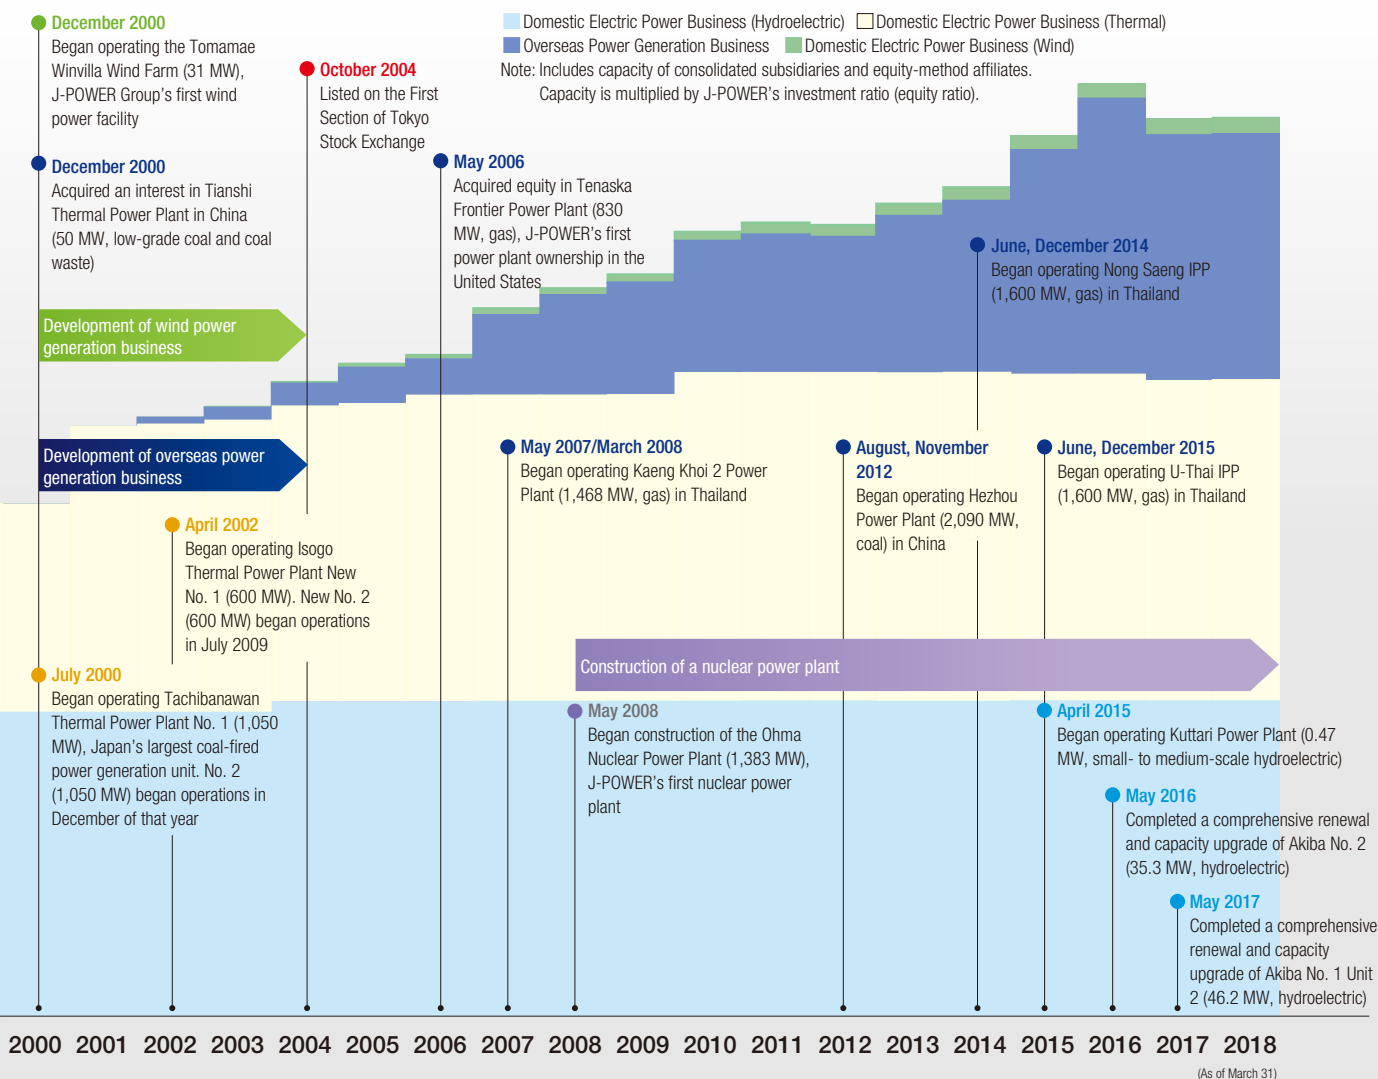 Domestic Electric Power Business (Hydroelectric)
Domestic Electric Power Business (Thermal)
Overseas Power Generation Business
Domestic Electric Power Business (Wind)
Note: Includes capacity of consolidated subsidiaries and equity-method affiliates.
Capacity is multiplied by J-POWER's investment ratio (equity ratio).
December 2000
Began operating the Tomamae
Winvilla Wind Farm (31 MW),
J-POWER Group's first wind
power facility
December 2000
Acquired an interest in Tianshi
Thermal Power Plant in China
(50 MW, low-grade coal and coal
waste)
October 2004
Listed on the First
Section of Tokyo
Stock Exchange
May 2006
Acquired equity in Tenaska
Frontier Power Plant (830
MW, gas), J-POWER's first
power plant ownership in the
United States
June, December 2014
Began operating Nong Saeng IPP
(1,600 MW, gas) in Thailand
Development of wind power
generation business
Development of overseas power
generation business
May 2007/March 2008
Began operating Kaeng Khoi 2 Power
Plant (1,468 MW, gas) in Thailand
August, November
2012
Began operating Hezhou
Power Plant (2,090 MW,
coal) in China
June, December 2015
Began operating U-Thai IPP
(1,600 MW, gas) in Thailand
April 2002
Began operating Isogo
Thermal Power Plant New
No. 1 (600 MW). New No. 2
(600 MW) began operations
in July 2009
July 2000
Began operating Tachibanawan
Thermal Power Plant No. 1 (1,050
MW), Japan's largest coal-fired
power generation unit. No. 2
(1,050 MW) began operations in
December of that year
Construction of a nuclear power plant
May 2008
Began construction of the Ohma
Nuclear Power Plant (1,383 MW),
J-POWER's first nuclear power
plant
April 2015
Began operating Kuttari Power Plant (0.47
MW, small- to medium-scale hydroelectric)
May 2016
Completed a comprehensive renewal
and capacity upgrade of Akiba No. 2
(35.3 MW, hydroelectric)
May 2017
Completed a comprehensive
renewal and capacity
upgrade of Akiba No. 1 Unit
2 (46.2 MW, hydroelectric)
2000 2001 2002 2003 2004 2005 2006 2007 2008 2009 2010 2011 2012 2013 2014 2015 2016 2017 2018
(As of March 31)